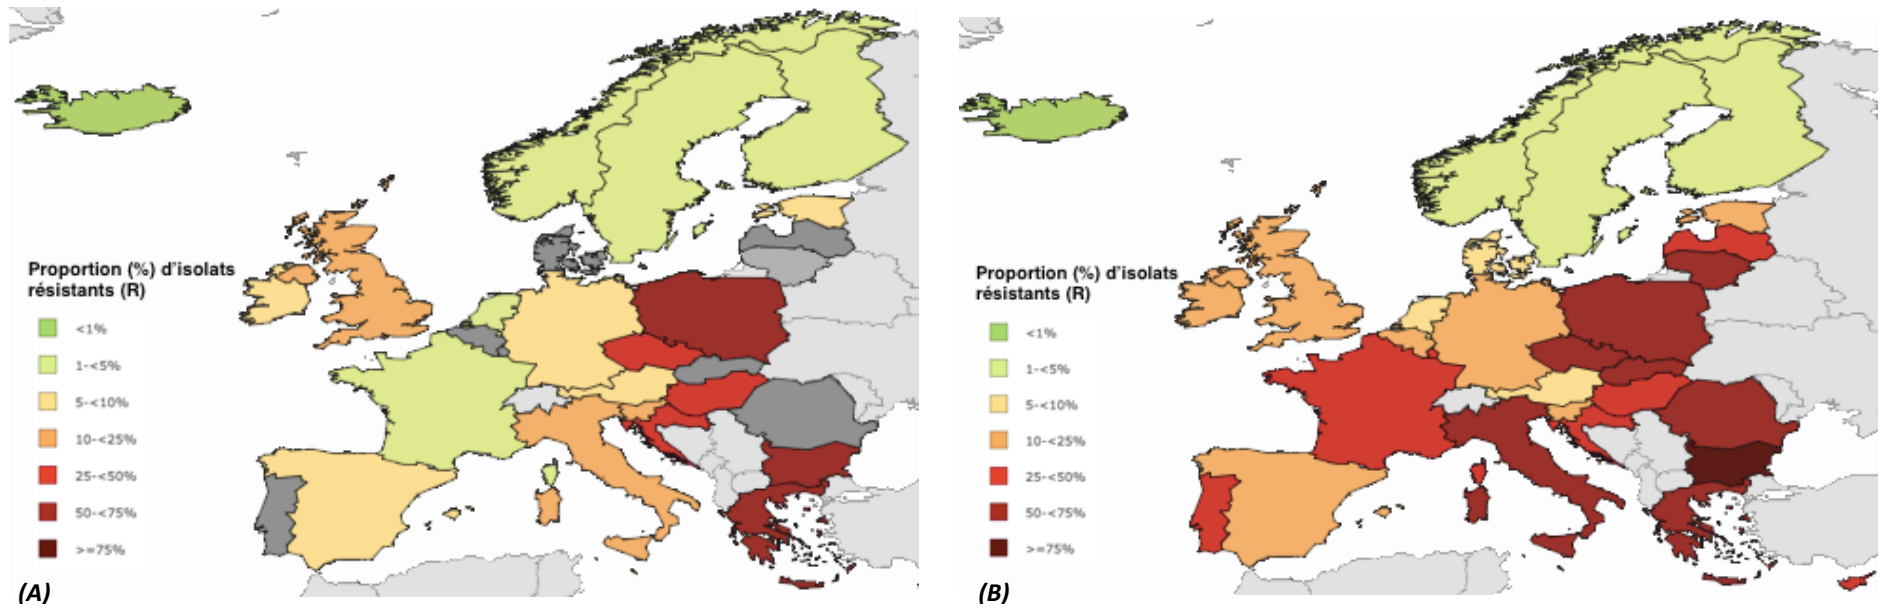 Proportion (%) d'isolats
résistants (R)
<1%
1-<5%
5-<10%
10-<25%
25-<50%
50-<75%
>=75%
(A)
Proportion (%) d'isolats
résistants (R)
<1%
1-<5%
5-<10%
10-<25%
25-<50%
50-<75%
>=75%
(B)